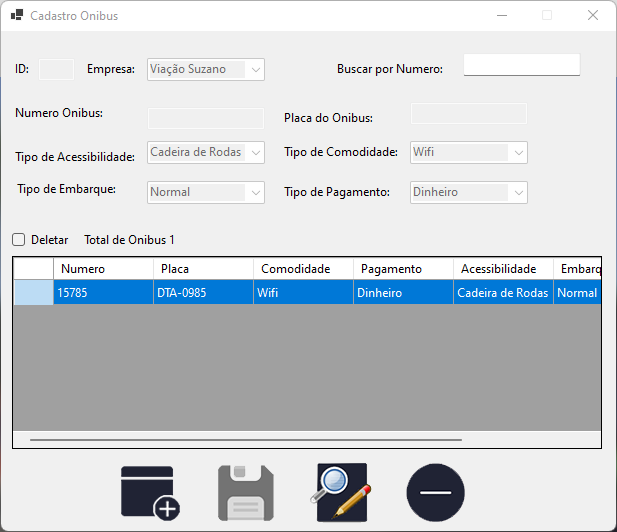 Cadastro Onibus
ID: Empresa: Viação Suzano Buscar por Numero:
Numero Onibus: Placa do Onibus:
Tipo de Acessibilidade: Cadeira de Rodas Tipo de Comodidade: Wifi
Tipo de Embarque: Normal Tipo de Pagamento: Dinheiro
Deletar Total de Onibus 1
Numero Placa Comodidade Pagamento Acessibilidade Embarq
15785 DTA-0985 Wifi Dinheiro Cadeira de Rodas Normal